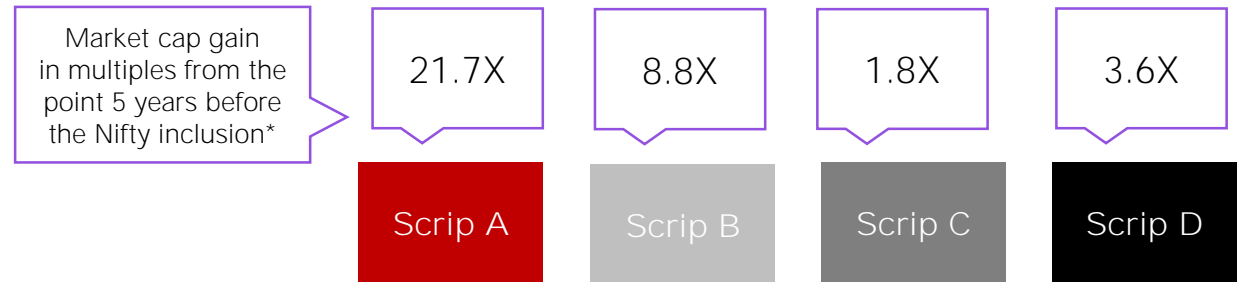 Market cap gain
in multiples from the
point 5 years before
the Nifty inclusion*
21.7X
8.8X
1.8X
3.6X
Scrip A
Scrip B
Scrip C
Scrip D